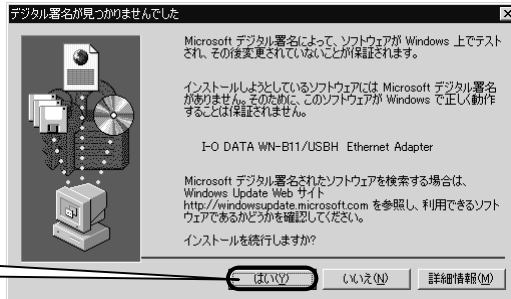 デジタル署名が見つかりませんでした
Microsoft デジタル署名によって、ソフトウェアが Windows 上でテスト
され、その後変更されていないことが保証されます。
インストールしようとしているソフトウェアには Microsoft デジタル署名
がありません。そのために、このソフトウェアが Windows で正しく動作
することは保証されません。
I-O DATA WN-B11/USBH Ethernet Adapter
Microsoft デジタル署名されたソフトウェアを検索する場合は、
Windows Update Web サイト
http://windowsupdate.microsoft.com を参照し、利用できるソフト
ウェアであるかどうかを確認してください。
インストールを続行しますか?
はい(Y) いいえ(N) 詳細情報(M)